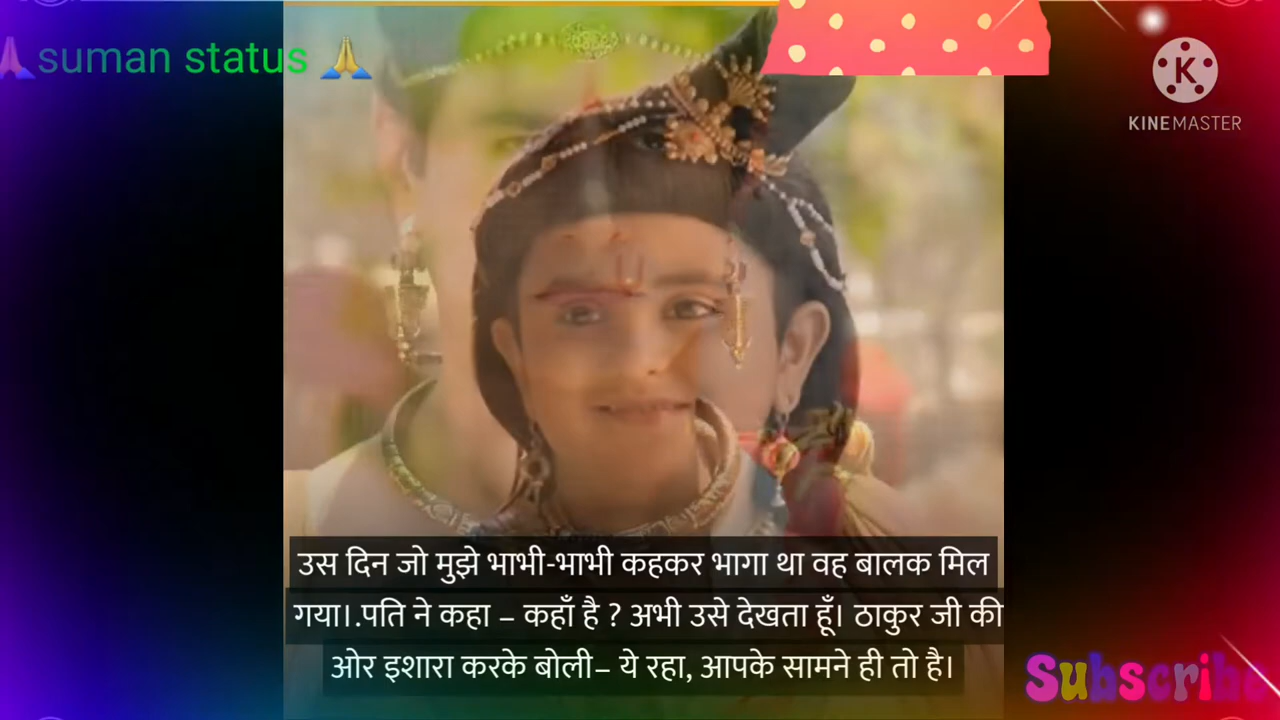 🙏suman status 🙏
K
KINEMASTER
उस दिन जो मुझे भाभी-भाभी कहकर भागा था वह बालक मिल
गया।.पति ने कहा – कहाँ है ? अभी उसे देखता हूँ। ठाकुर जी की
ओर इशारा करके बोली– ये रहा, आपके सामने ही तो है।
Subscribe